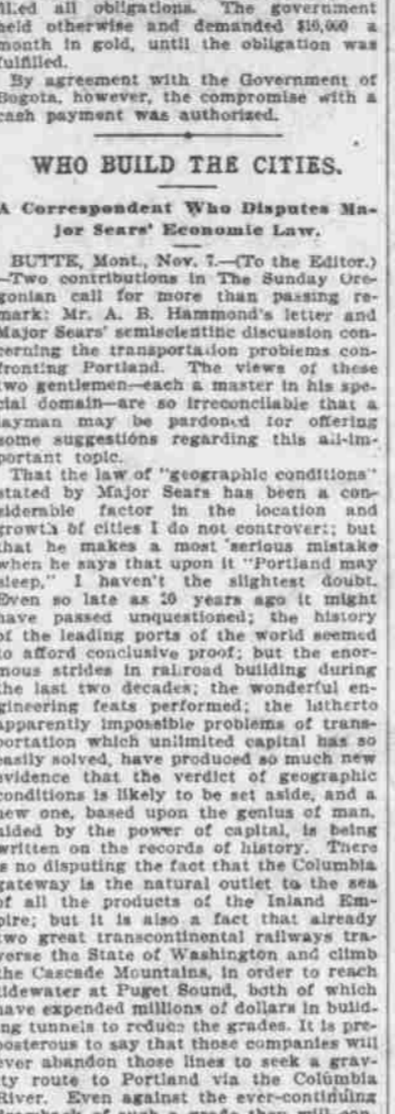 filled all obligations. The government
held otherwise and demanded $10,000 a
month in gold, until the obligation was
fulfilled.
By agreement with the Government of
Bogota, however, the compromise with a
cash payment was authorized.
WHO BUILD THE CITIES.
A Correspondent Who Disputes Ma-
jor Sears' Economic Law.
BUTTE, Mont., Nov. 7.—(To the Editor.)
—Two contributions in The Sunday Ore-
gonian call for more than passing re-
mark: Mr. A. B. Hammond's letter and
Major Sears' semiscientific discussion con-
cerning the transportation problems con-
fronting Portland. The views of these
two gentlemen—each a master in his spe-
cial domain—are so irreconcilable that a
layman may be pardoned for offering
some suggestions regarding this all-im-
portant topic.
That the law of "geographic conditions"
stated by Major Sears has been a con-
siderable factor in the location and
growth of cities I do not controvert; but
that he makes a most serious mistake
when he says that upon it "Portland may
sleep," I haven't the slightest doubt.
Even so late as 20 years ago it might
have passed unquestioned; the history
of the leading ports of the world seemed
to afford conclusive proof; but the enor-
mous strides in railroad building during
the last two decades; the wonderful en-
gineering feats performed; the hitherto
apparently impossible problems of trans-
portation which unlimited capital has so
easily solved, have produced so much new
evidence that the verdict of geographic
conditions is likely to be set aside, and a
new one, based upon the genius of man,
aided by the power of capital, is being
written on the records of history. There
is no disputing the fact that the Columbia
gateway is the natural outlet to the sea
of all the products of the Inland Em-
pire; but it is also a fact that already
two great transcontinental railways tra-
verse the State of Washington and climb
the Cascade Mountains, in order to reach
tidewater at Puget Sound, both of which
have expended millions of dollars in build-
ing tunnels to reduce the grades. It is pre-
posterous to say that those companies will
ever abandon those lines to seek a grav-
ity route to Portland via the Columbia
River. Even against the ever-continuing